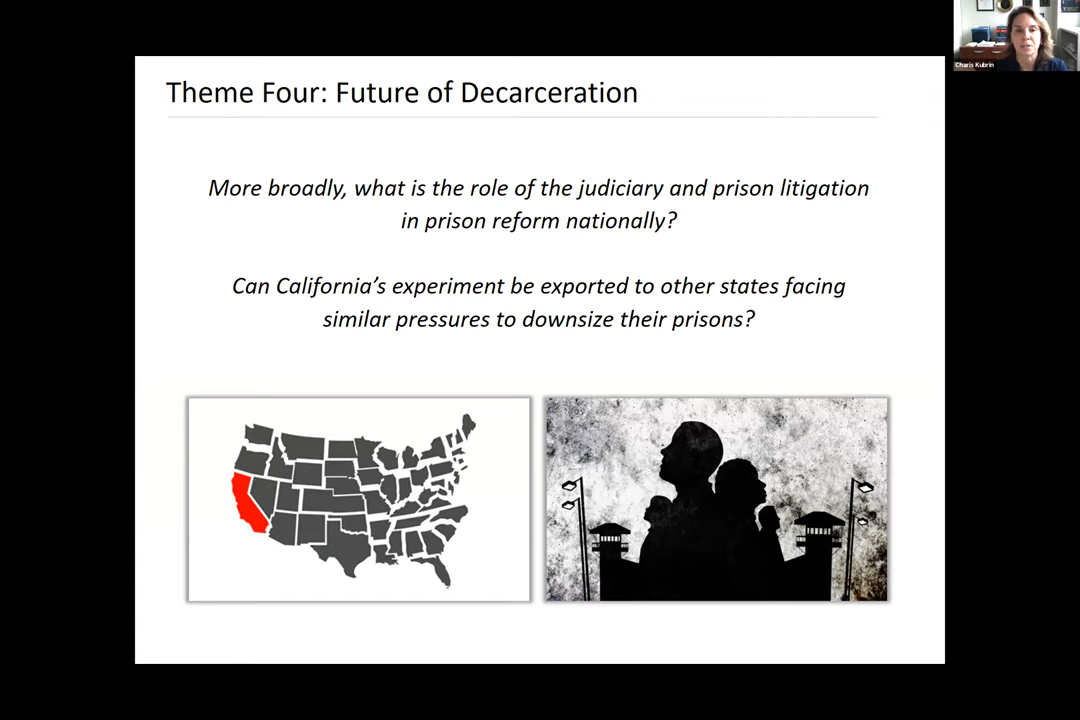 Charis Kubrin
Theme Four: Future of Decarceration
More broadly, what is the role of the judiciary and prison litigation
in prison reform nationally?
Can California's experiment be exported to other states facing
similar pressures to downsize their prisons?